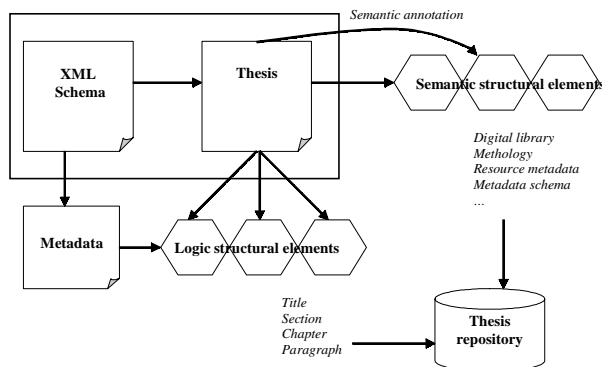 Semantic annotation
XML
Schema
Thesis
Semantic structural elements
Digital library
Methology
Resource metadata
Metadata schema
...
Metadata
Logic structural elements
Title
Section
Chapter
Paragraph
Thesis
repository